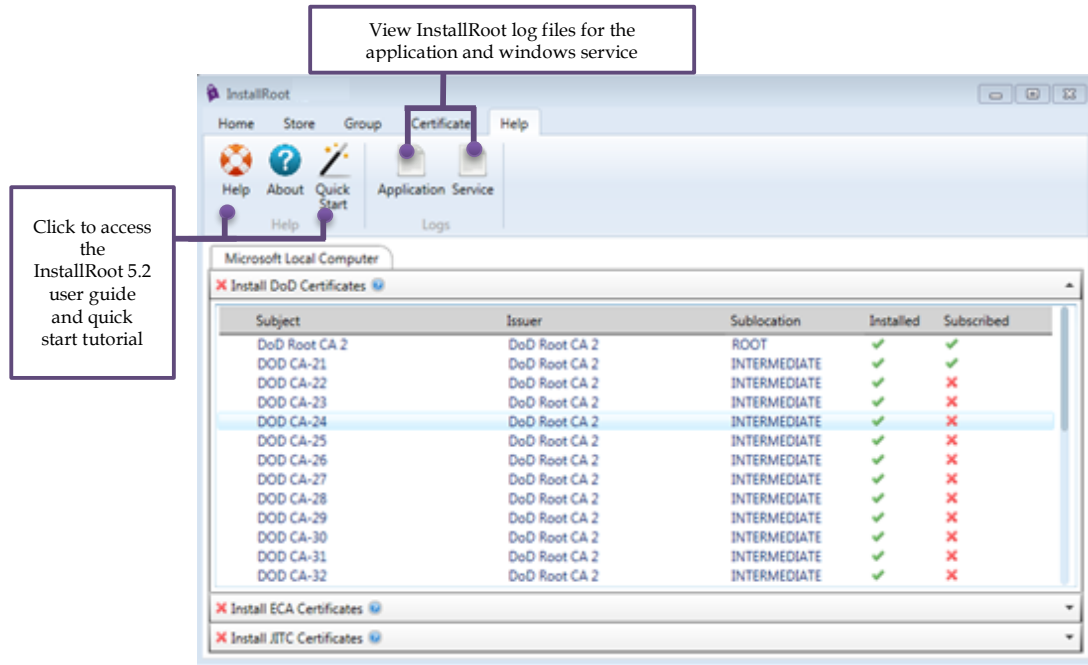 View InstallRoot log files for the
application and windows service
InstallRoot
Home Store Group Certificate Help
Help About Quick Start Application Service
Help Logs
Click to access
the
InstallRoot 5.2
user guide
and quick
start tutorial
Microsoft Local Computer
Install DoD Certificates
Subject Issuer Sublocation Installed Subscribed
DoD Root CA 2 DoD Root CA 2 ROOT
DOD CA-21 DoD Root CA 2 INTERMEDIATE
DOD CA-22 DoD Root CA 2 INTERMEDIATE
DOD CA-23 DoD Root CA 2 INTERMEDIATE
DOD CA-24 DoD Root CA 2 INTERMEDIATE
DOD CA-25 DoD Root CA 2 INTERMEDIATE
DOD CA-26 DoD Root CA 2 INTERMEDIATE
DOD CA-27 DoD Root CA 2 INTERMEDIATE
DOD CA-28 DoD Root CA 2 INTERMEDIATE
DOD CA-29 DoD Root CA 2 INTERMEDIATE
DOD CA-30 DoD Root CA 2 INTERMEDIATE
DOD CA-31 DoD Root CA 2 INTERMEDIATE
DOD CA-32 DoD Root CA 2 INTERMEDIATE
Install ECA Certificates
Install JITC Certificates